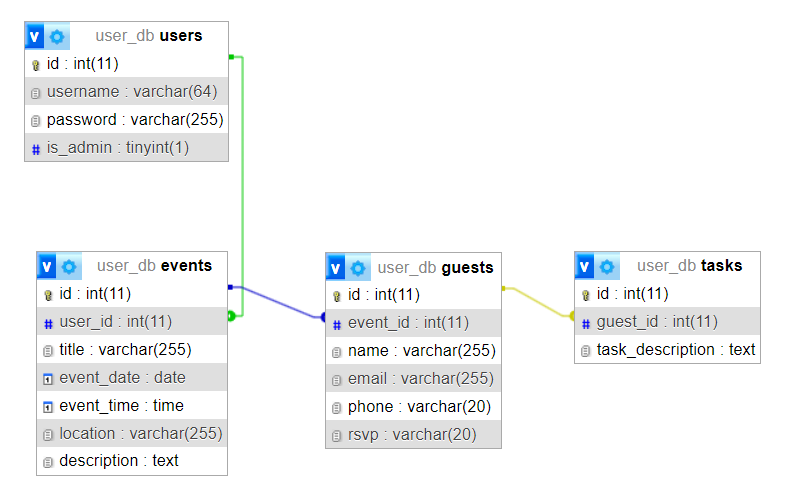 v user_db users
id : int(11)
username : varchar(64)
password : varchar(255)
# is_admin : tinyint(1)
v user_db events
id : int(11)
# user_id : int(11)
title : varchar(255)
event_date : date
event_time : time
location : varchar(255)
description : text
v user_db guests
id : int(11)
# event_id : int(11)
name : varchar(255)
email : varchar(255)
phone : varchar(20)
rsvp : varchar(20)
v user_db tasks
id : int(11)
# guest_id : int(11)
task_description : text